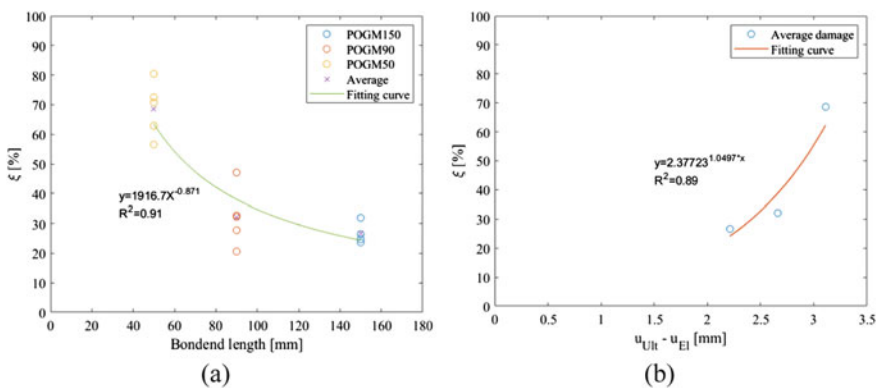 100
90
80
70
60
50
40
30
20
10
0
ξ [%]
0 20 40 60 80 100 120 140 160 180
Bondend length [mm]
POGM150
POGM90
POGM50
Average
Fitting curve
y=1916.7X^-0.871
R^2=0.91
(a)
100
90
80
70
60
50
40
30
20
10
0
ξ [%]
0 0.5 1 1.5 2 2.5 3 3.5
u_Ult - u_El [mm]
Average damage
Fitting curve
y=2.37723^1.0497*x
R^2=0.89
(b)